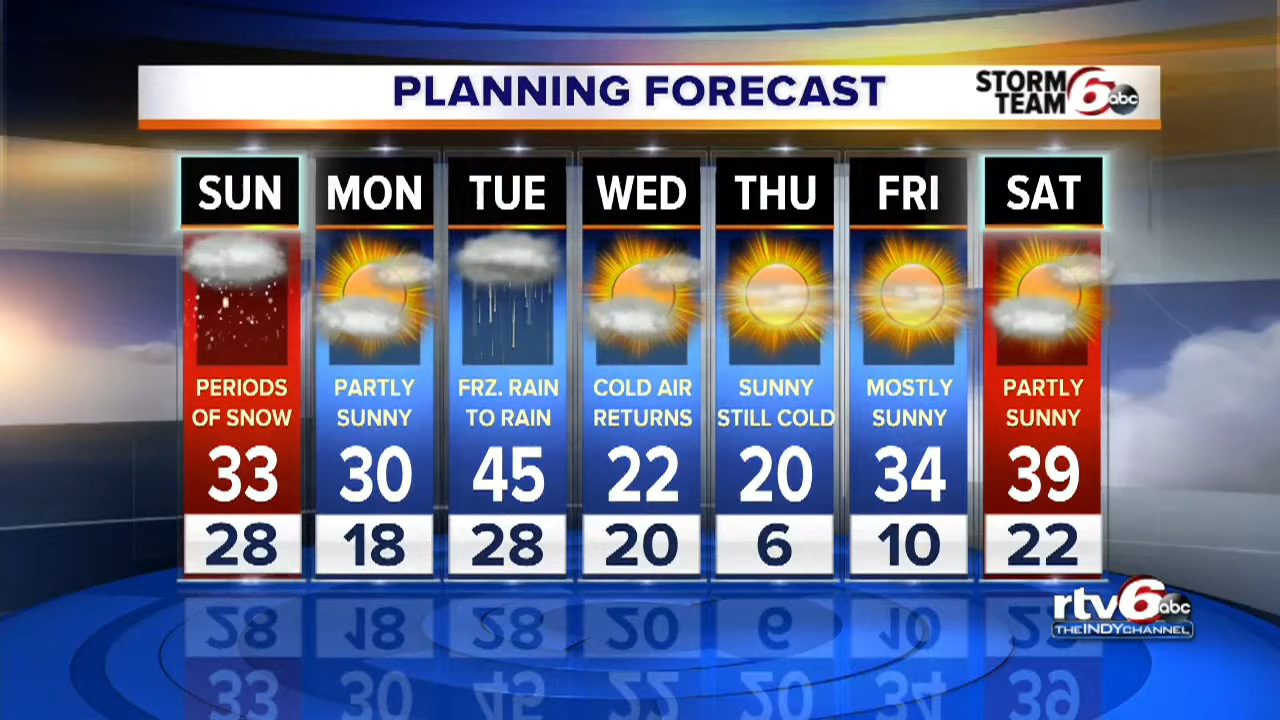 PLANNING FORECAST
STORM TEAM 6 abc
SUN MON TUE WED THU FRI SAT
PERIODS OF SNOW
PARTLY SUNNY
FRZ. RAIN TO RAIN
COLD AIR RETURNS
SUNNY STILL COLD
MOSTLY SUNNY
PARTLY SUNNY
33 30 45 22 20 34 39
28 18 28 20 6 10 22
rtv6 abc
THE INDY CHANNEL